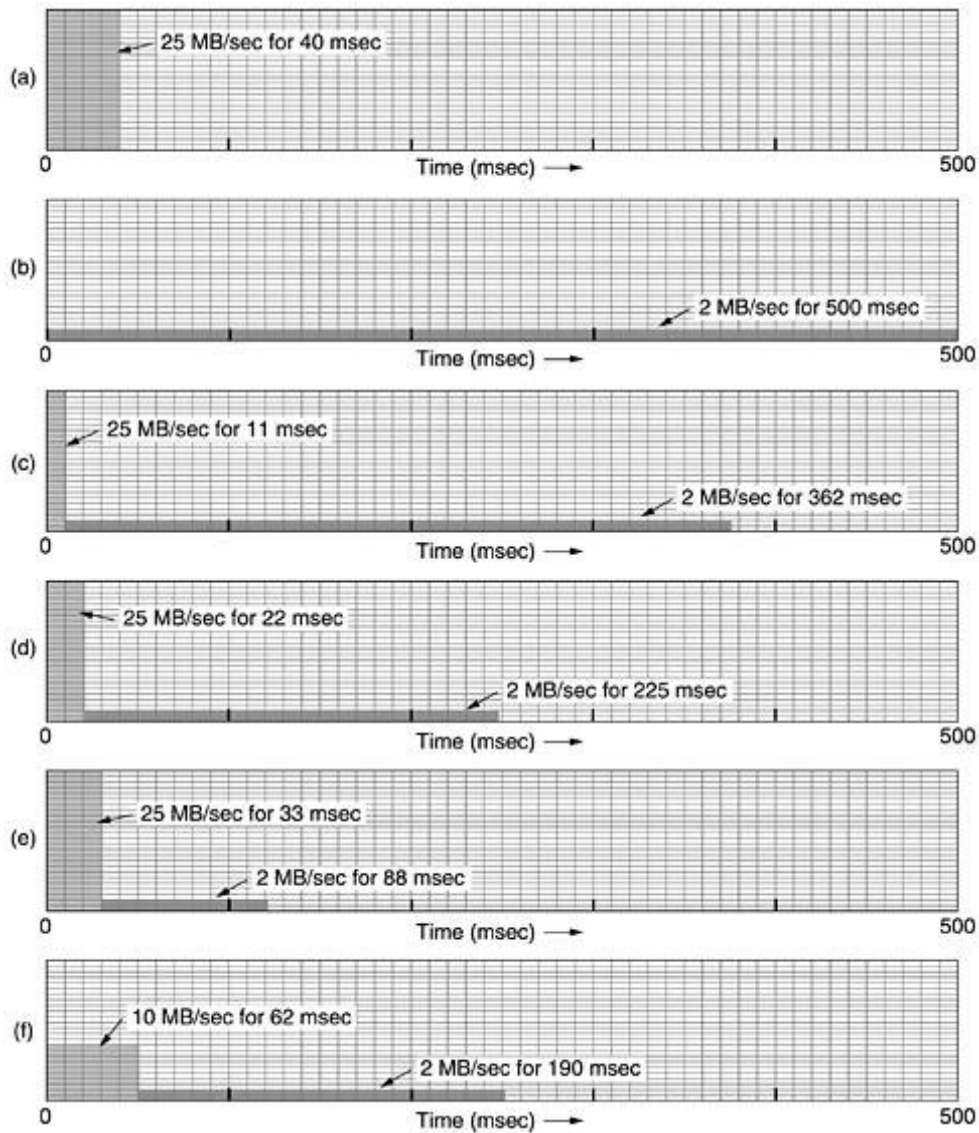 25 MB/sec for 40 msec
(a)
0 Time (msec) → 500
(b)
2 MB/sec for 500 msec
0 Time (msec) → 500
25 MB/sec for 11 msec
(c)
2 MB/sec for 362 msec
0 Time (msec) → 500
25 MB/sec for 22 msec
(d)
2 MB/sec for 225 msec
0 Time (msec) → 500
25 MB/sec for 33 msec
(e)
2 MB/sec for 88 msec
0 Time (msec) → 500
10 MB/sec for 62 msec
(f)
2 MB/sec for 190 msec
0 Time (msec) → 500